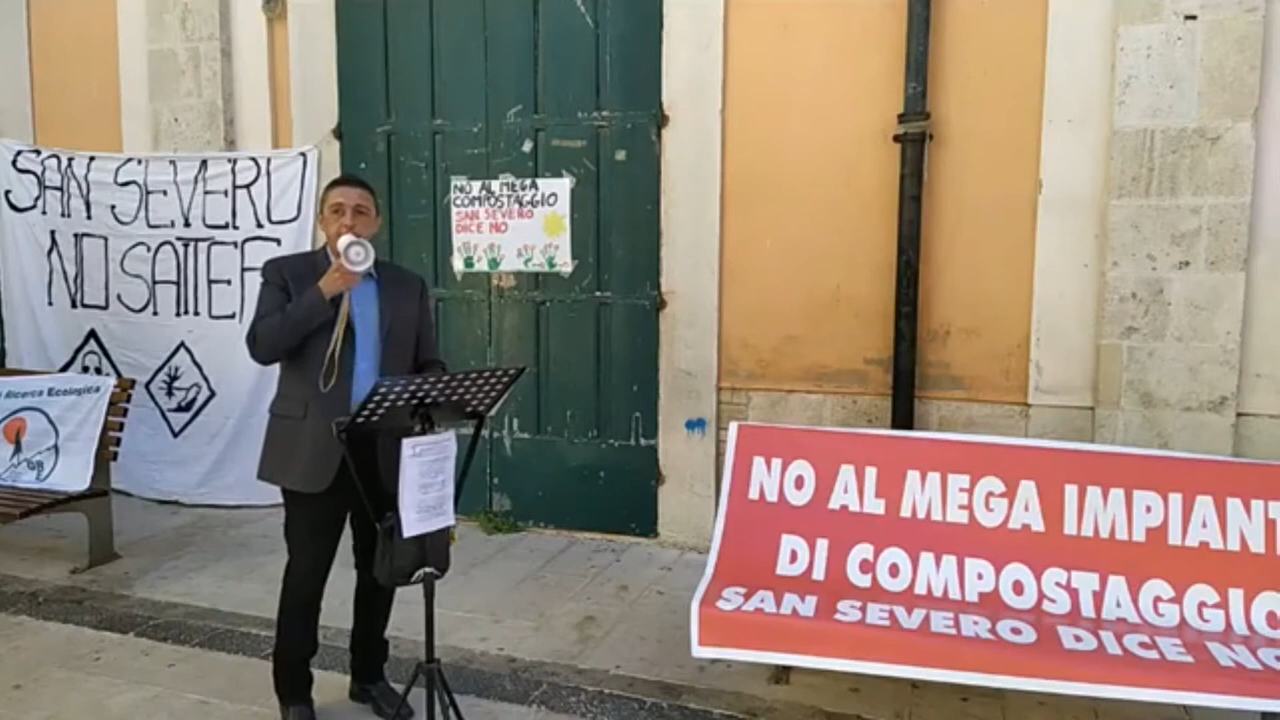 SAN SEVERO
NO SATTEF
Ricerca Ecologica
NO AL MEGA
COMPOSTAGGIO
SAN SEVERO
DICE NO
NO AL MEGA IMPIANT
DI COMPOSTAGGIO
SAN SEVERO DICE NO